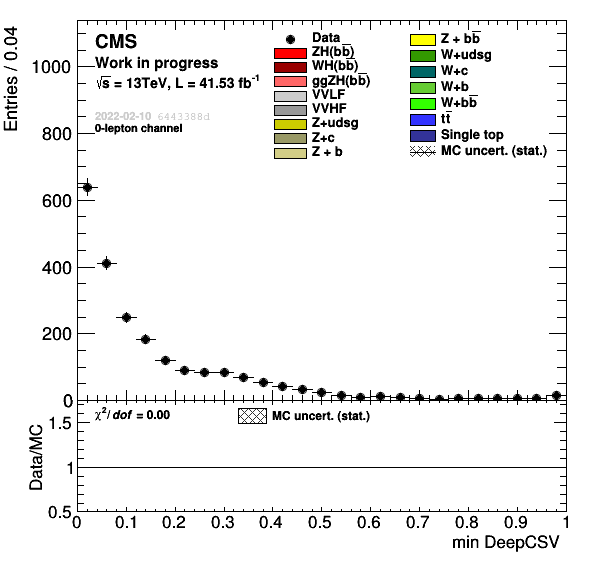 Entries / 0.04
1000
800
600
400
200
0
CMS
Work in progress
√s = 13TeV, L = 41.53 fb⁻¹
2022-02-10 6443388d
0-lepton channel
Data
ZH(bb̅)
WH(bb̅)
ggZH(bb̅)
VVLF
VVHF
Z+udsg
Z+c
Z + b
Z + bb̅
W+udsg
W+c
W+b
W+bb̅
tt̅
Single top
MC uncert. (stat.)
Data/MC
1.5
1
0.5
χ²/dof = 0.00
MC uncert. (stat.)
0 0.1 0.2 0.3 0.4 0.5 0.6 0.7 0.8 0.9 1
min DeepCSV